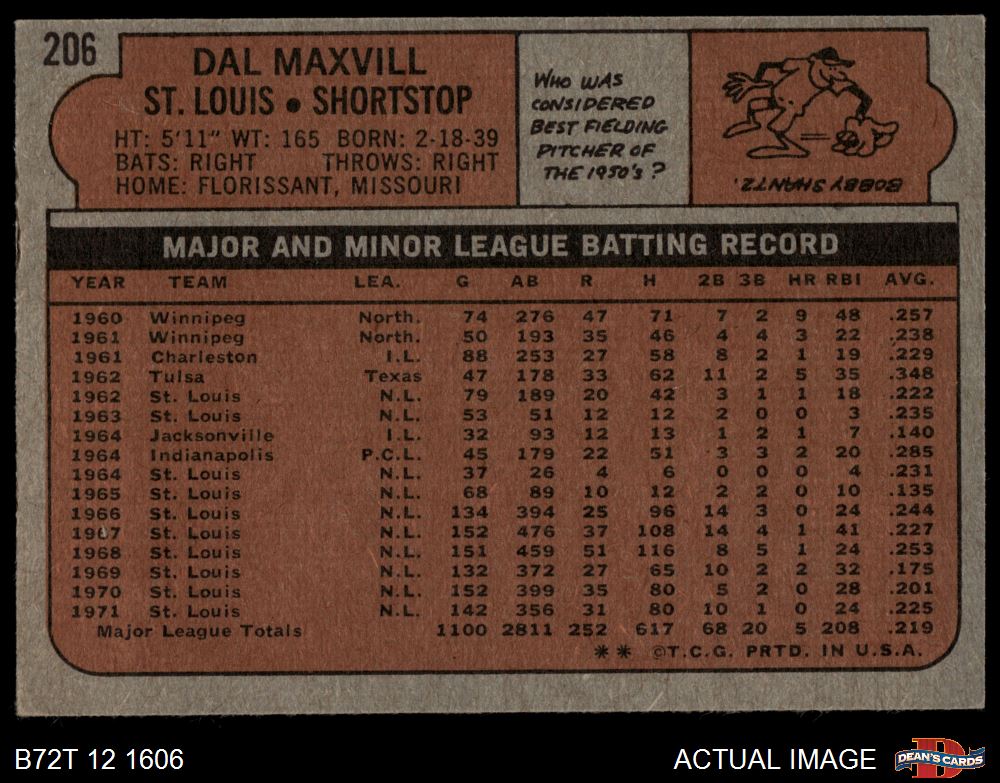 206
DAL MAXVILL
ST. LOUIS • SHORTSTOP
HT: 5'11" WT: 165 BORN: 2-18-39
BATS: RIGHT THROWS: RIGHT
HOME: FLORISSANT, MISSOURI
WHO WAS
CONSIDERED
BEST FIELDING
PITCHER OF
THE 1950'S?
BOBBY SHANTZ.
MAJOR AND MINOR LEAGUE BATTING RECORD
YEAR TEAM LEA. G AB R H 2B 3B HR RBI AVG.
1960 Winnipeg North. 74 276 47 71 7 2 9 48 .257
1961 Winnipeg North. 50 193 35 46 4 4 3 22 .238
1961 Charleston I.L. 88 253 27 58 8 2 1 19 .229
1962 Tulsa Texas 47 178 33 62 11 2 5 35 .348
1962 St. Louis N.L. 79 189 20 42 3 1 1 18 .222
1963 St. Louis N.L. 53 51 12 12 2 0 0 3 .235
1964 Jacksonville I.L. 32 93 12 13 1 2 1 7 .140
1964 Indianapolis P.C.L. 45 179 22 51 3 3 2 20 .285
1964 St. Louis N.L. 37 26 4 6 0 0 0 4 .231
1965 St. Louis N.L. 68 89 10 12 2 2 0 10 .135
1966 St. Louis N.L. 134 394 25 96 14 3 0 24 .244
1967 St. Louis N.L. 152 476 37 108 14 4 1 41 .227
1968 St. Louis N.L. 151 459 51 116 8 5 1 24 .253
1969 St. Louis N.L. 132 372 27 65 10 2 2 32 .175
1970 St. Louis N.L. 152 399 35 80 5 2 0 28 .201
1971 St. Louis N.L. 142 356 31 80 10 1 0 24 .225
Major League Totals 1100 2811 252 617 68 20 5 208 .219
** ©T.C.G. PRTD. IN U.S.A.
B72T 12 1606
ACTUAL IMAGE
D
DEAN'S CARDS